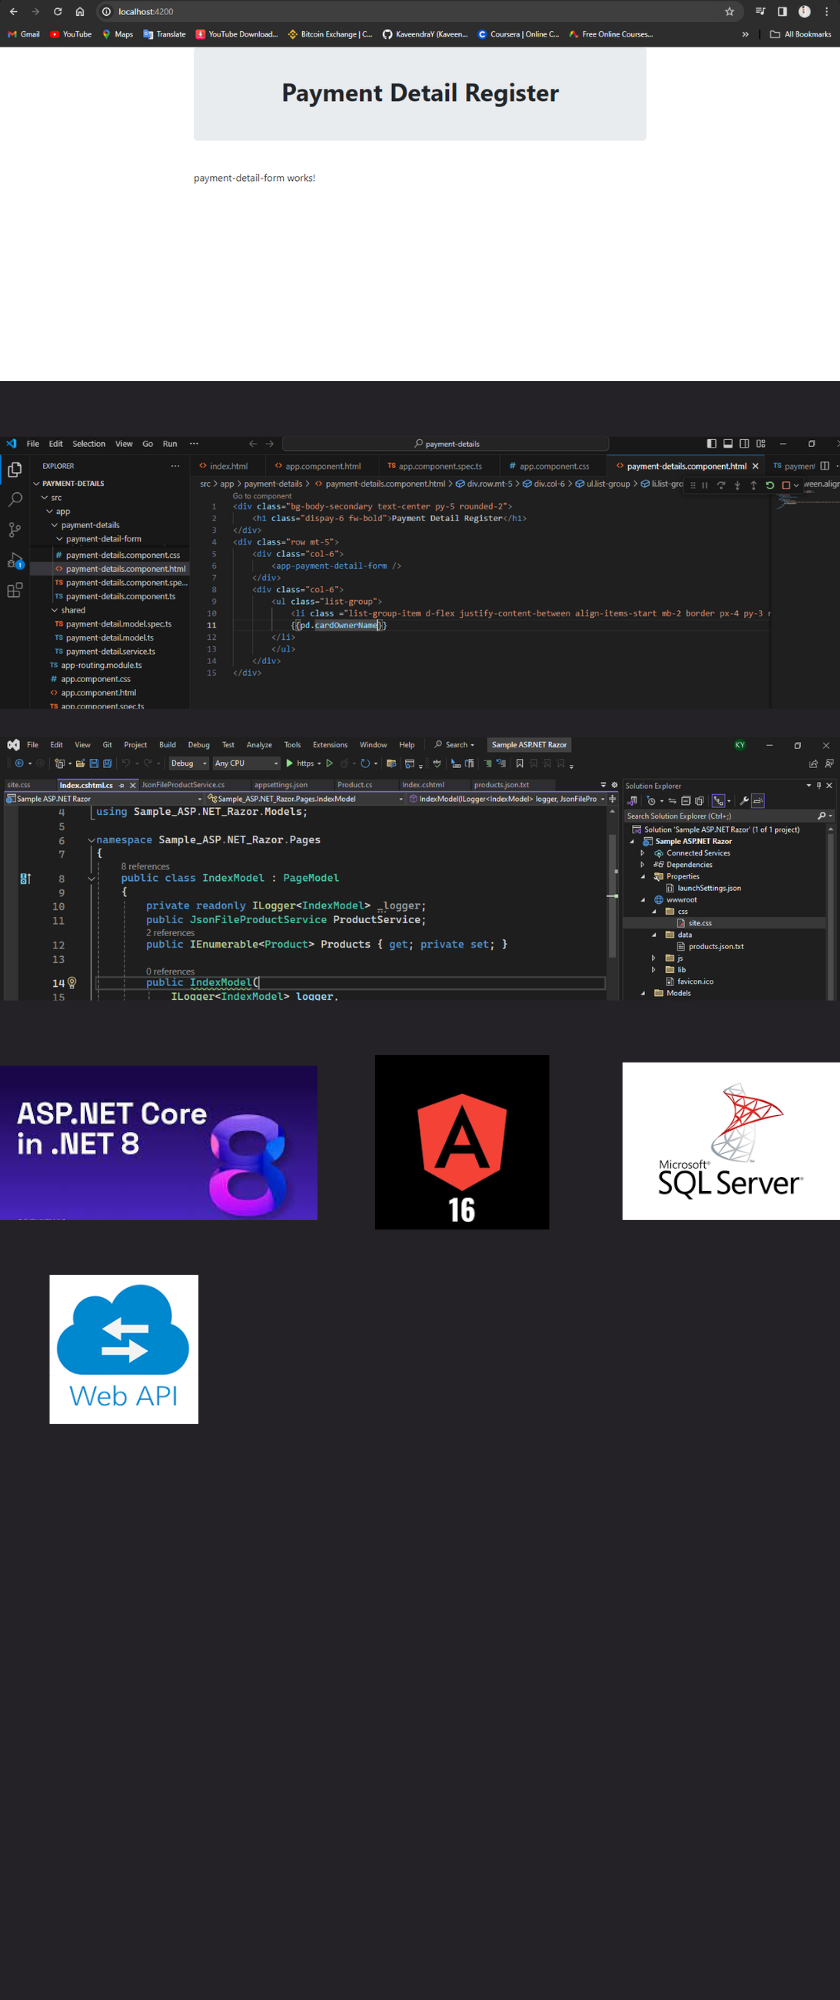 localhost:4200
Gmail YouTube Maps Translate YouTube Download... Bitcoin Exchange | C... KaveendraY (Kaveen... Coursera | Online C... Free Online Courses... » All Bookmarks
Payment Detail Register
payment-detail-form works!
File Edit Selection View Go Run ··· payment-details
EXPLORER ···
index.html app.component.html app.component.spec.ts app.component.css payment-details.component.html
PAYMENT-DETAILS
src
app
payment-details
payment-detail-form
payment-details.component.css
payment-details.component.html
payment-details.component.spe...
payment-details.component.ts
shared
payment-detail.model.spec.ts
payment-detail.model.ts
payment-detail.service.ts
app-routing.module.ts
app.component.css
app.component.html
app.component.spec.ts
src > app > payment-details > payment-details.component.html > div.row.mt-5 > div.col-6 > ul.list-group >
Go to component
1 <div class="bg-body-secondary text-center py-5 rounded-2">
2 <h1 class="dispay-6 fw-bold">Payment Detail Register</h1>
3 </div>
4 <div class="row mt-5">
5 <div class="col-6">
6 <app-payment-detail-form />
7 </div>
8 <div class="col-6">
9 <ul class="list-group">
10 <li class ="list-group-item d-flex justify-content-between align-items-start mb-2 border px-4 py-3
11 {{pd.cardOwnerName}}
12 </li>
13 </ul>
14 </div>
15 </div>
File Edit View Git Project Build Debug Test Analyze Tools Extensions Window Help Search Sample ASP.NET Razor KY
Debug Any CPU https
site.css Index.cshtml.cs JsonFileProductService.cs appsettings.json Product.cs Index.cshtml products.json.txt
Sample ASP.NET Razor Sample_ASP.NET_Razor.Pages.IndexModel IndexModel(ILogger<IndexModel> logger, JsonFilePro
4 using Sample_ASP.NET_Razor.Models;
5
6 namespace Sample_ASP.NET_Razor.Pages
7 {
8 references
8 public class IndexModel : PageModel
9 {
10 private readonly ILogger<IndexModel> _logger;
11 public JsonFileProductService ProductService;
2 references
12 public IEnumerable<Product> Products { get; private set; }
13
0 references
14 public IndexModel(
15 ILogger<IndexModel> logger,
Solution Explorer
Search Solution Explorer (Ctrl+;)
Solution 'Sample ASP.NET Razor' (1 of 1 project)
Sample ASP.NET Razor
Connected Services
Dependencies
Properties
launchSettings.json
wwwroot
css
site.css
data
products.json.txt
js
lib
favicon.ico
Models
ASP.NET Core
in .NET 8
8
A
16
Microsoft®
SQL Server®
Web API